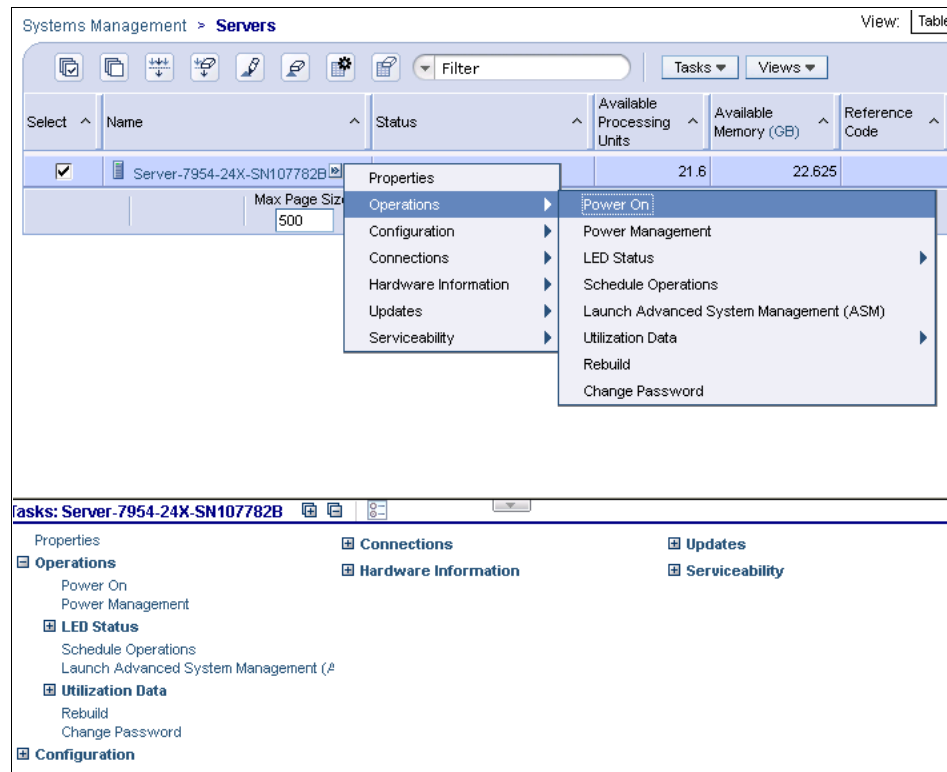 Systems Management > Servers View: Table
Filter Tasks Views
Select Name Status Available Processing Units Available Memory (GB) Reference Code
Server-7954-24X-SN107782B 21.6 22.625
Max Page Size
500
Properties
Operations
Configuration
Connections
Hardware Information
Updates
Serviceability
Power On
Power Management
LED Status
Schedule Operations
Launch Advanced System Management (ASM)
Utilization Data
Rebuild
Change Password
Tasks: Server-7954-24X-SN107782B
Properties
Operations
Power On
Power Management
LED Status
Schedule Operations
Launch Advanced System Management (A
Utilization Data
Rebuild
Change Password
Configuration
Connections
Hardware Information
Updates
Serviceability